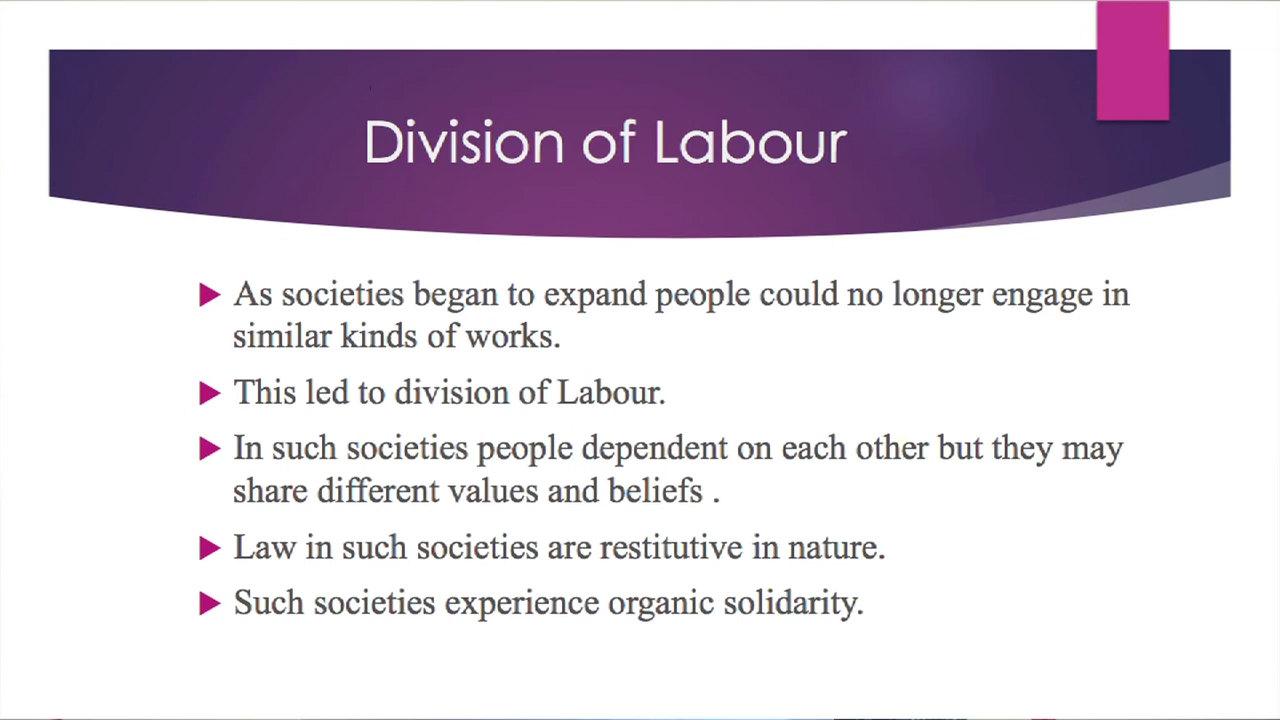 Division of Labour
As societies began to expand people could no longer engage in
similar kinds of works.
This led to division of Labour.
In such societies people dependent on each other but they may
share different values and beliefs .
Law in such societies are restitutive in nature.
Such societies experience organic solidarity.